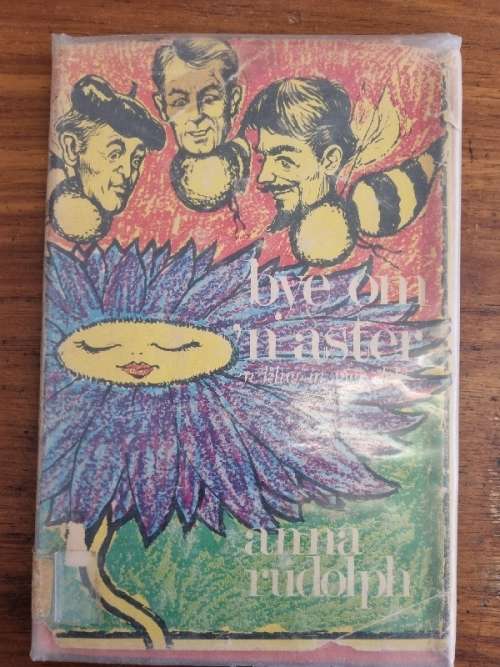 bye om
'n aster
anna
rudolph